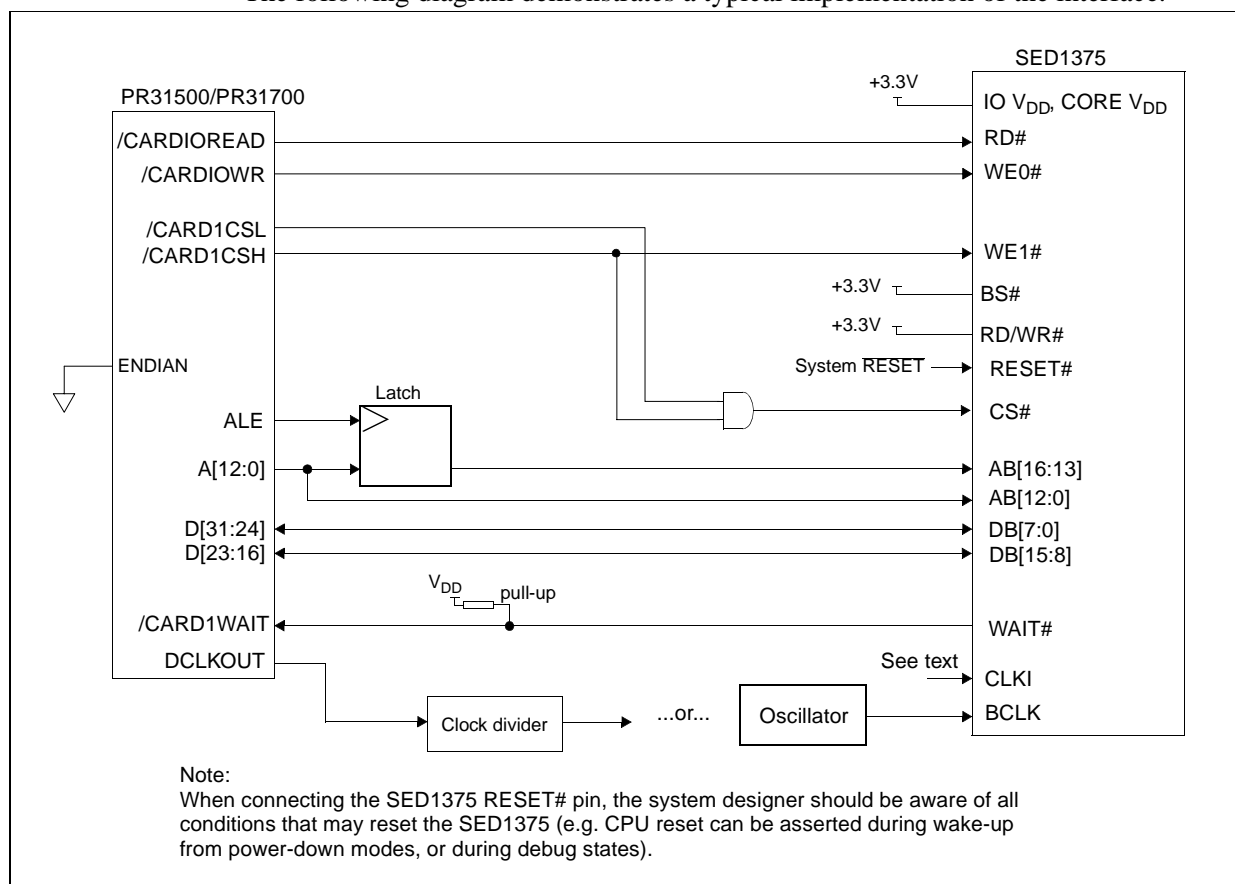 The following diagram demonstrates a typical implementation of the interface.
SED1375
+3.3V
IO VDD, CORE VDD
PR31500/PR31700
/CARDIOREAD
RD#
/CARDIOWR
WE0#
/CARD1CSL
/CARD1CSH
WE1#
+3.3V
BS#
+3.3V
RD/WR#
ENDIAN
System RESET
RESET#
Latch
ALE
CS#
A[12:0]
AB[16:13]
AB[12:0]
D[31:24]
DB[7:0]
D[23:16]
DB[15:8]
VDD
pull-up
/CARD1WAIT
WAIT#
DCLKOUT
See text
CLKI
Clock divider
...or...
Oscillator
BCLK
Note:
When connecting the SED1375 RESET# pin, the system designer should be aware of all
conditions that may reset the SED1375 (e.g. CPU reset can be asserted during wake-up
from power-down modes, or during debug states).